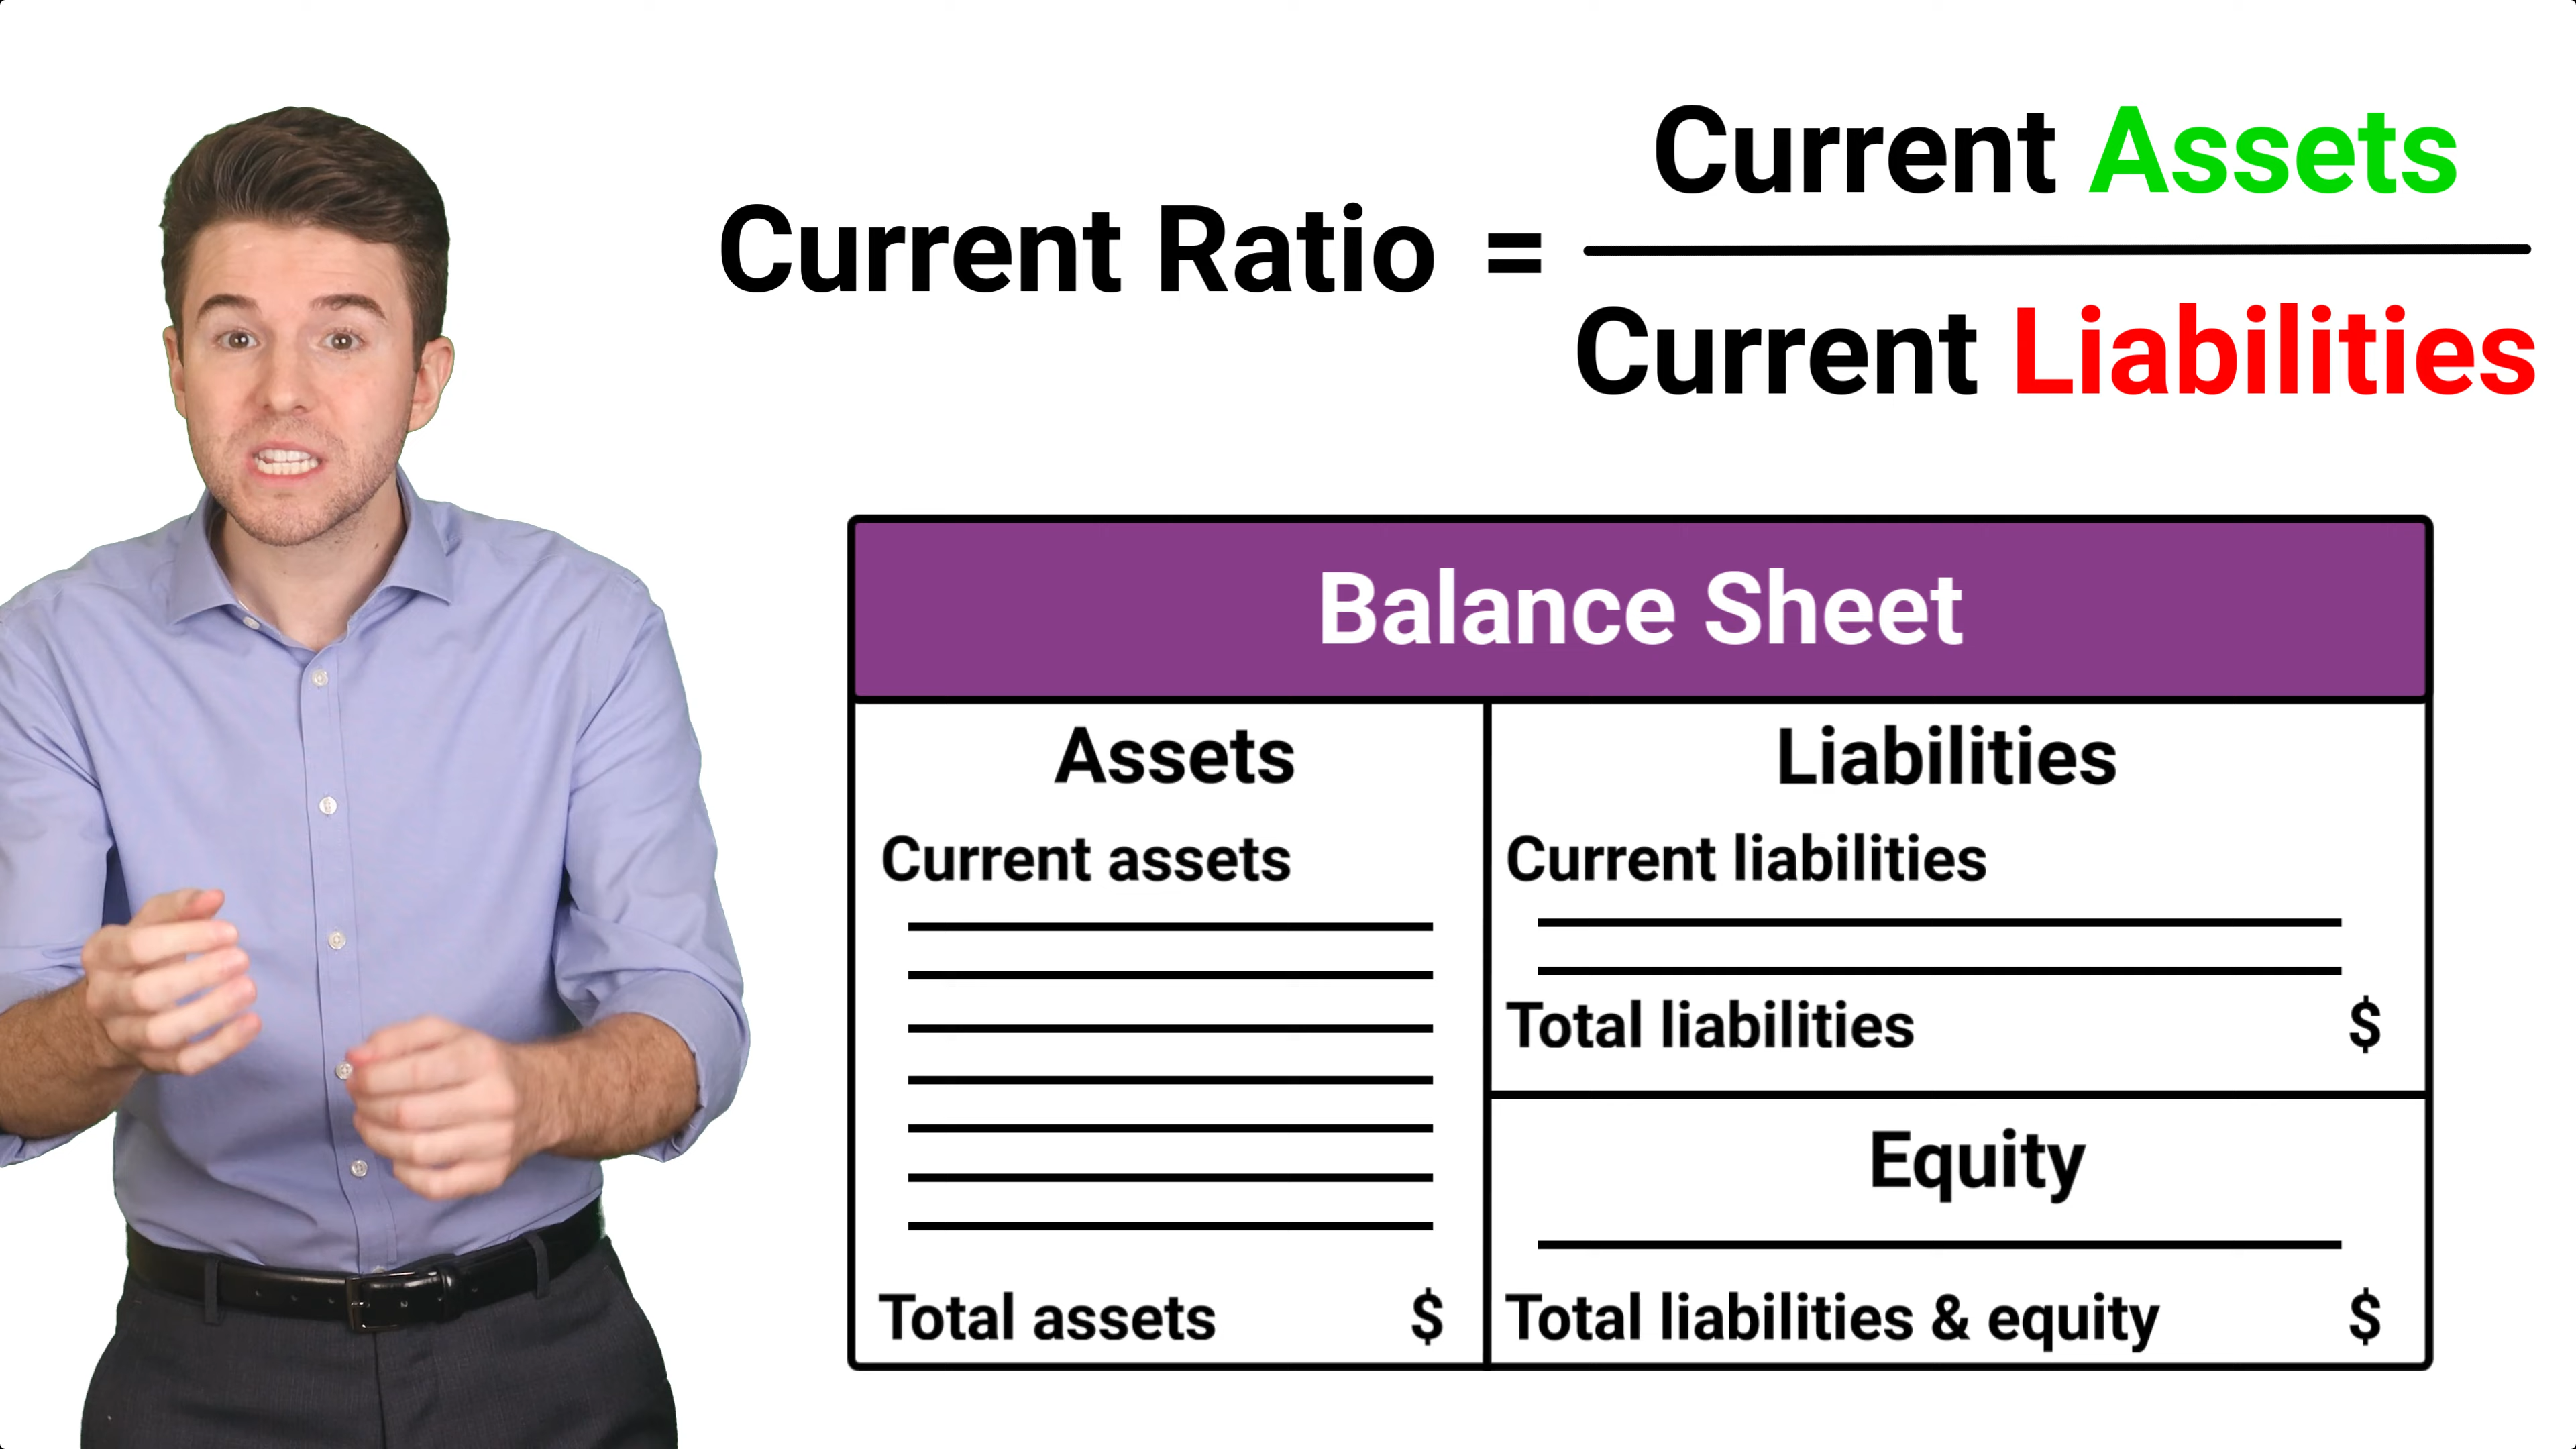 Current Assets
Current Ratio =
Current Liabilities
Balance Sheet
Assets
Current assets
Total assets $
Liabilities
Current liabilities
Total liabilities $
Equity
Total liabilities & equity $